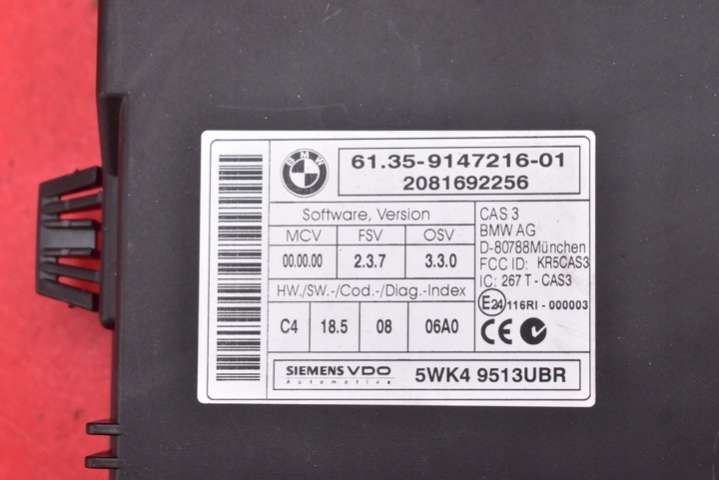 BMW
61.35-9147216-01
2081692256
Software, Version
MCV FSV OSV
00.00.00 2.3.7 3.3.0
HW./SW.-/Cod.-/Diag.-Index
C4 18.5 08 06A0
CAS 3
BMW AG
D-80788München
FCC ID: KR5CAS3
IC: 267 T - CAS3
E24 116RI - 000003
CE
SIEMENS VDO
Automotive
5WK4 9513UBR